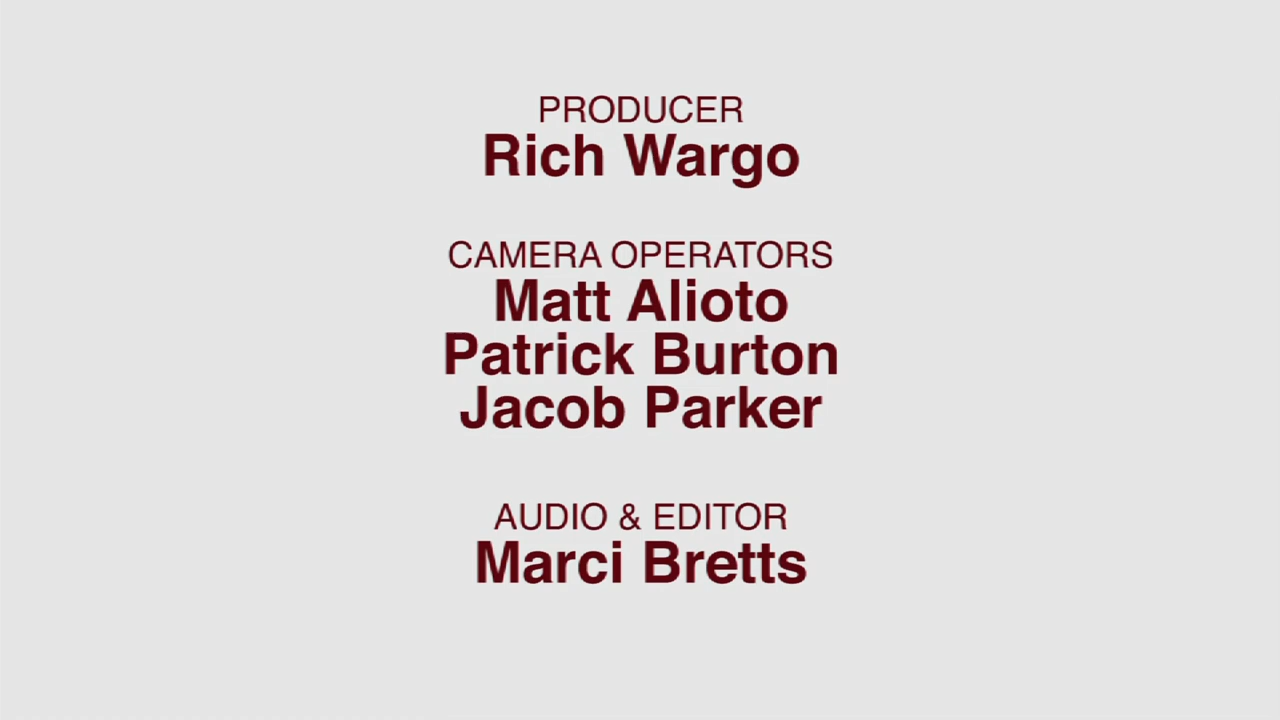 PRODUCER
Rich Wargo
CAMERA OPERATORS
Matt Alioto
Patrick Burton
Jacob Parker
AUDIO & EDITOR
Marci Bretts